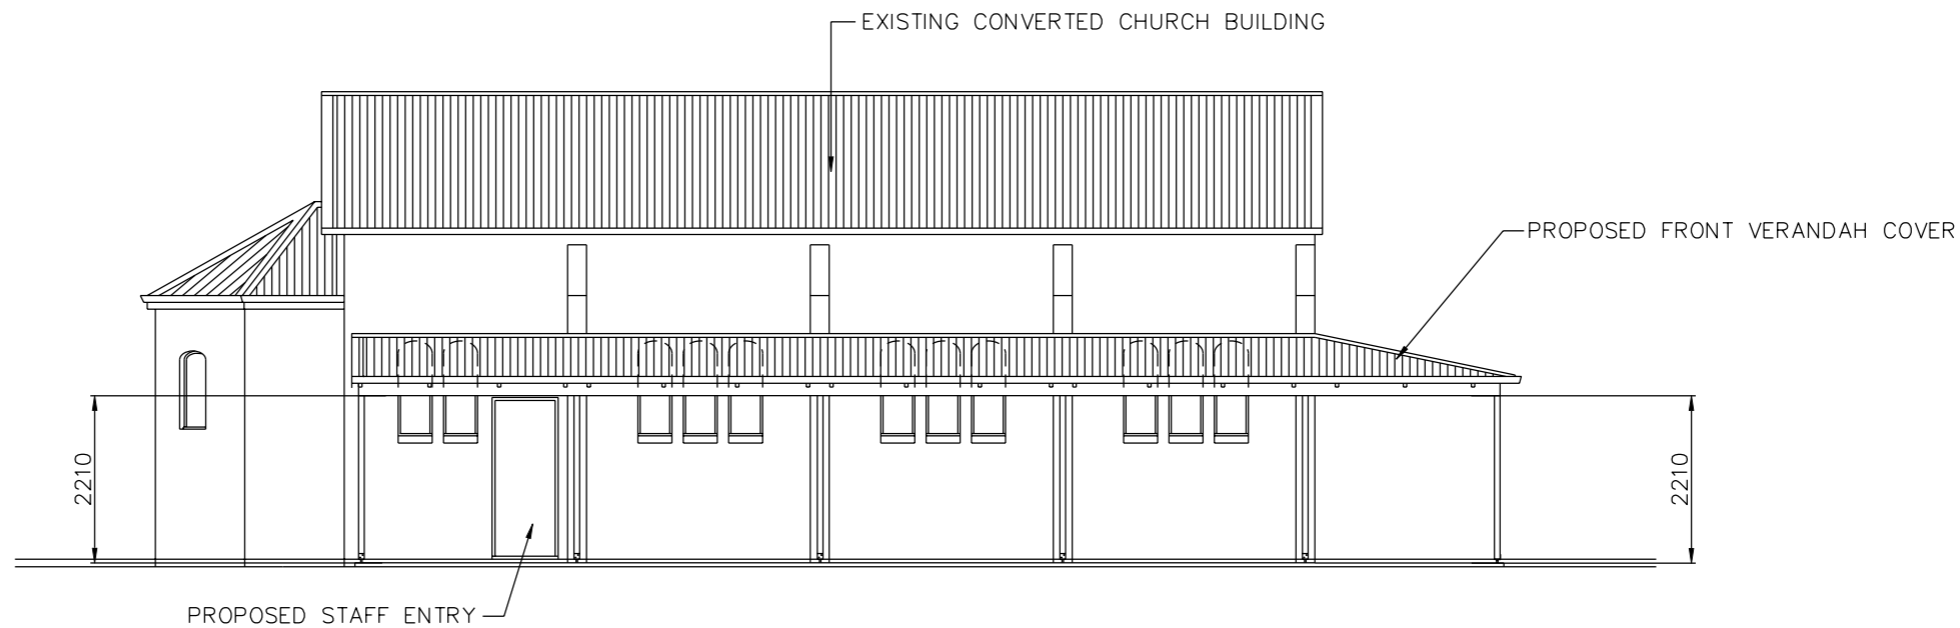 EXISTING CONVERTED CHURCH BUILDING
PROPOSED FRONT VERANDAH COVER
2210
2210
PROPOSED STAFF ENTRY